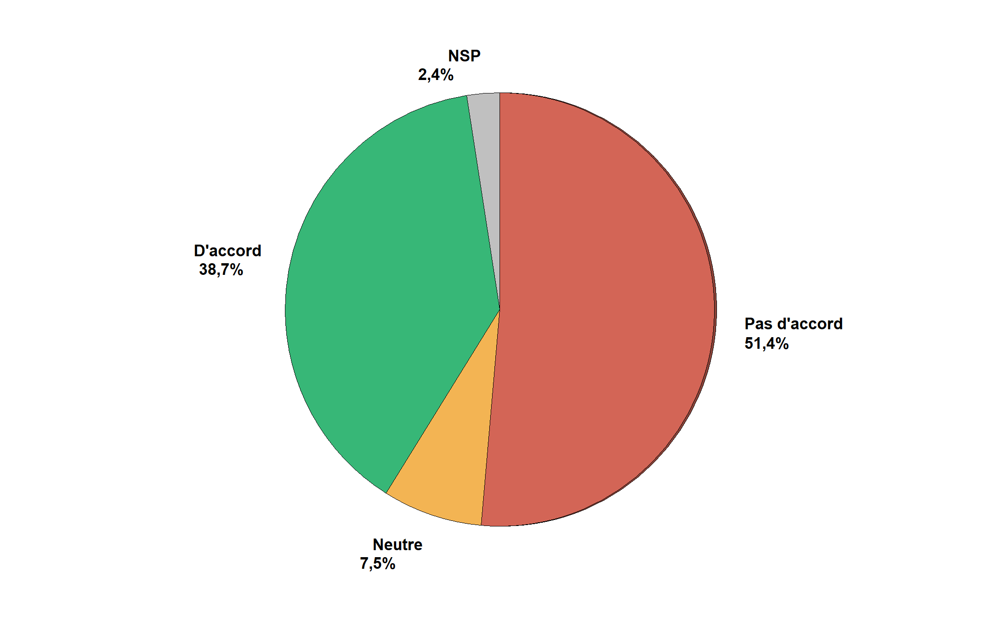 NSP
2,4%
D'accord
38,7%
Pas d'accord
51,4%
Neutre
7,5%